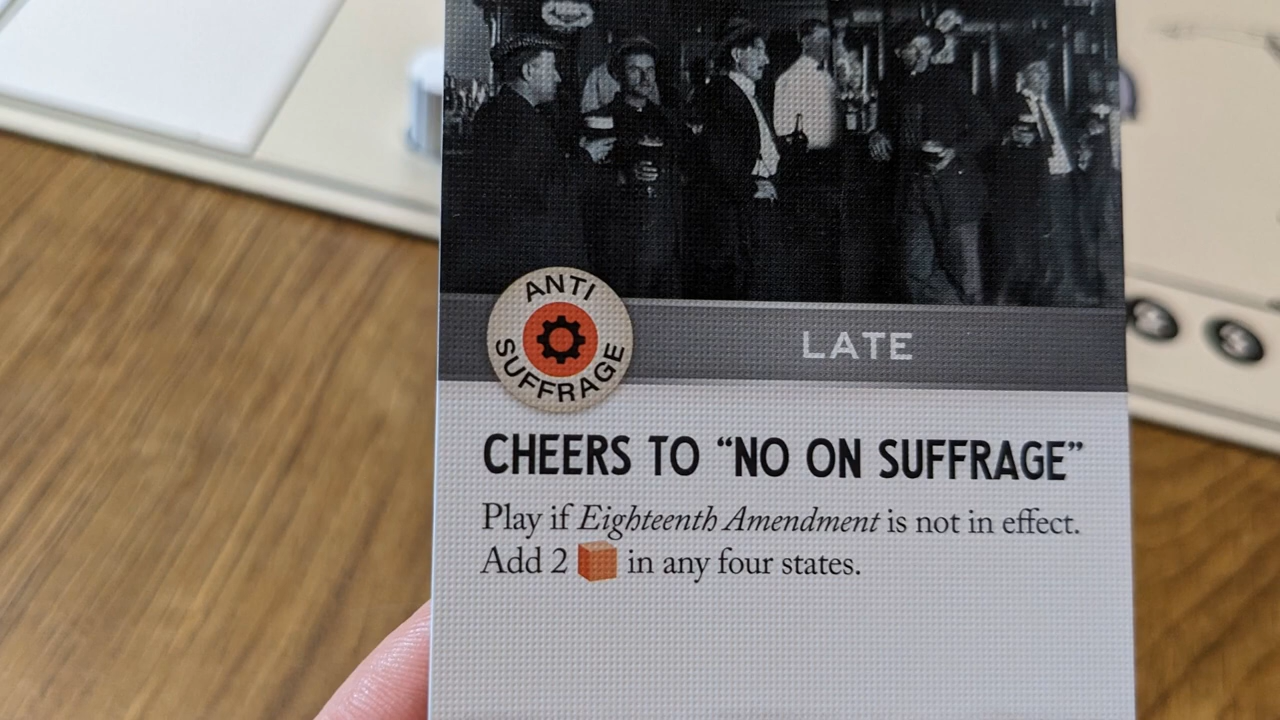 ANTI
SUFFRAGE
LATE
CHEERS TO “NO ON SUFFRAGE”
Play if Eighteenth Amendment is not in effect.
Add 2 in any four states.